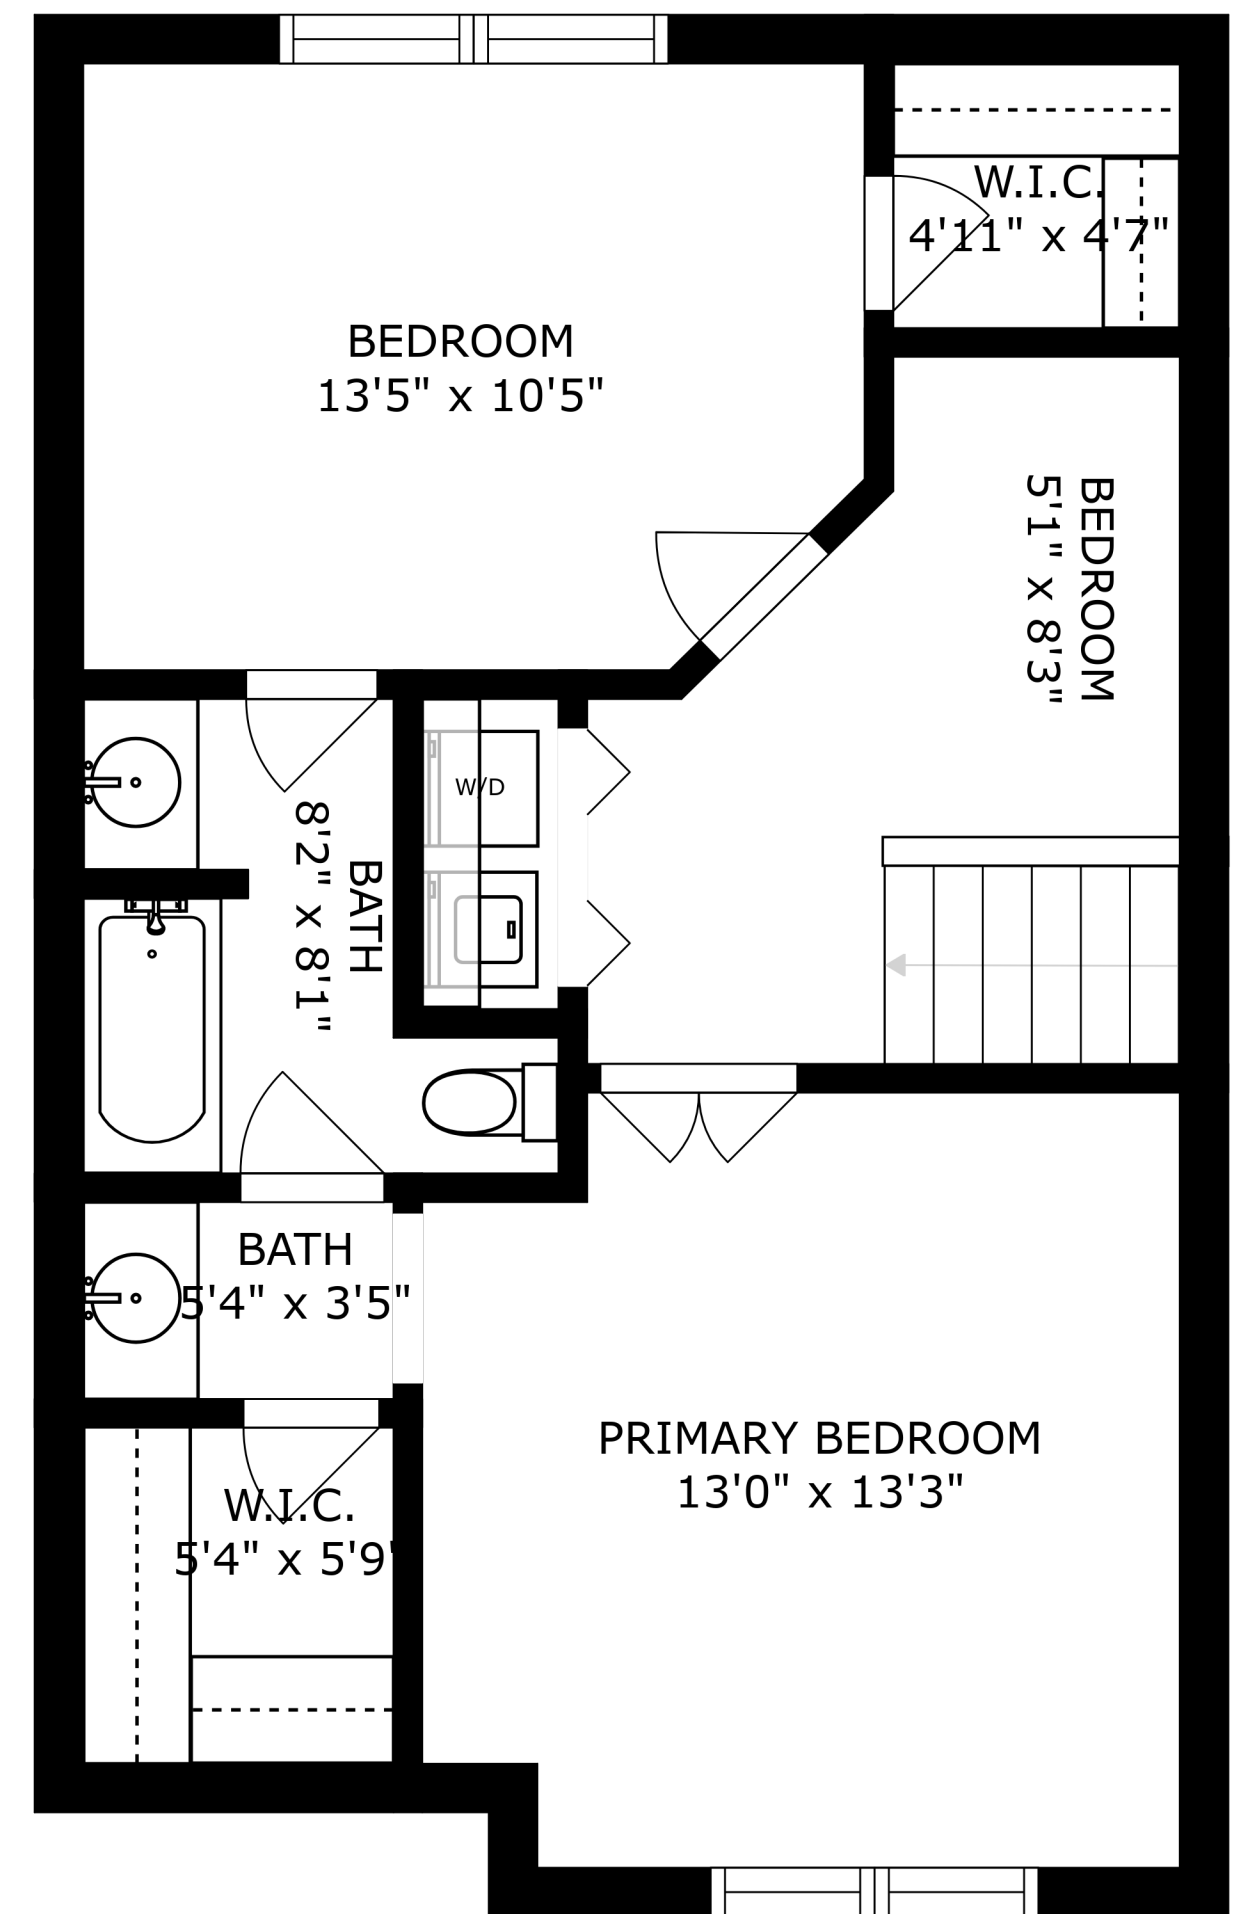 W.I.C.
4'11" x 4'7"
BEDROOM
13'5" x 10'5"
BEDROOM
5'1" x 8'3"
W/D
BATH
8'2" x 8'1"
BATH
5'4" x 3'5"
PRIMARY BEDROOM
13'0" x 13'3"
W.I.C.
5'4" x 5'9'